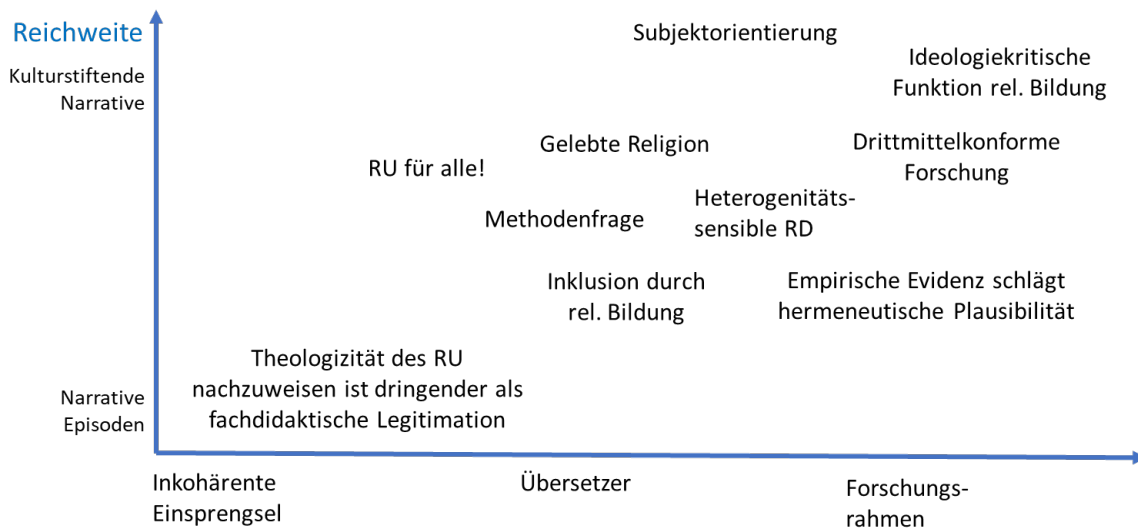 Reichweite
Kulturstiftende
Narrative
Subjektorientierung
Ideologiekritische
Funktion rel. Bildung
Gelebte Religion
Drittmittelkonforme
Forschung
RU für alle!
Heterogenitäts-
sensible RD
Methodenfrage
Inklusion durch
rel. Bildung
Empirische Evidenz schlägt
hermeneutische Plausibilität
Theologizität des RU
nachzuweisen ist dringender als
fachdidaktische Legitimation
Narrative
Episoden
Inkohärente
Einsprengsel
Übersetzer
Forschungs-
rahmen